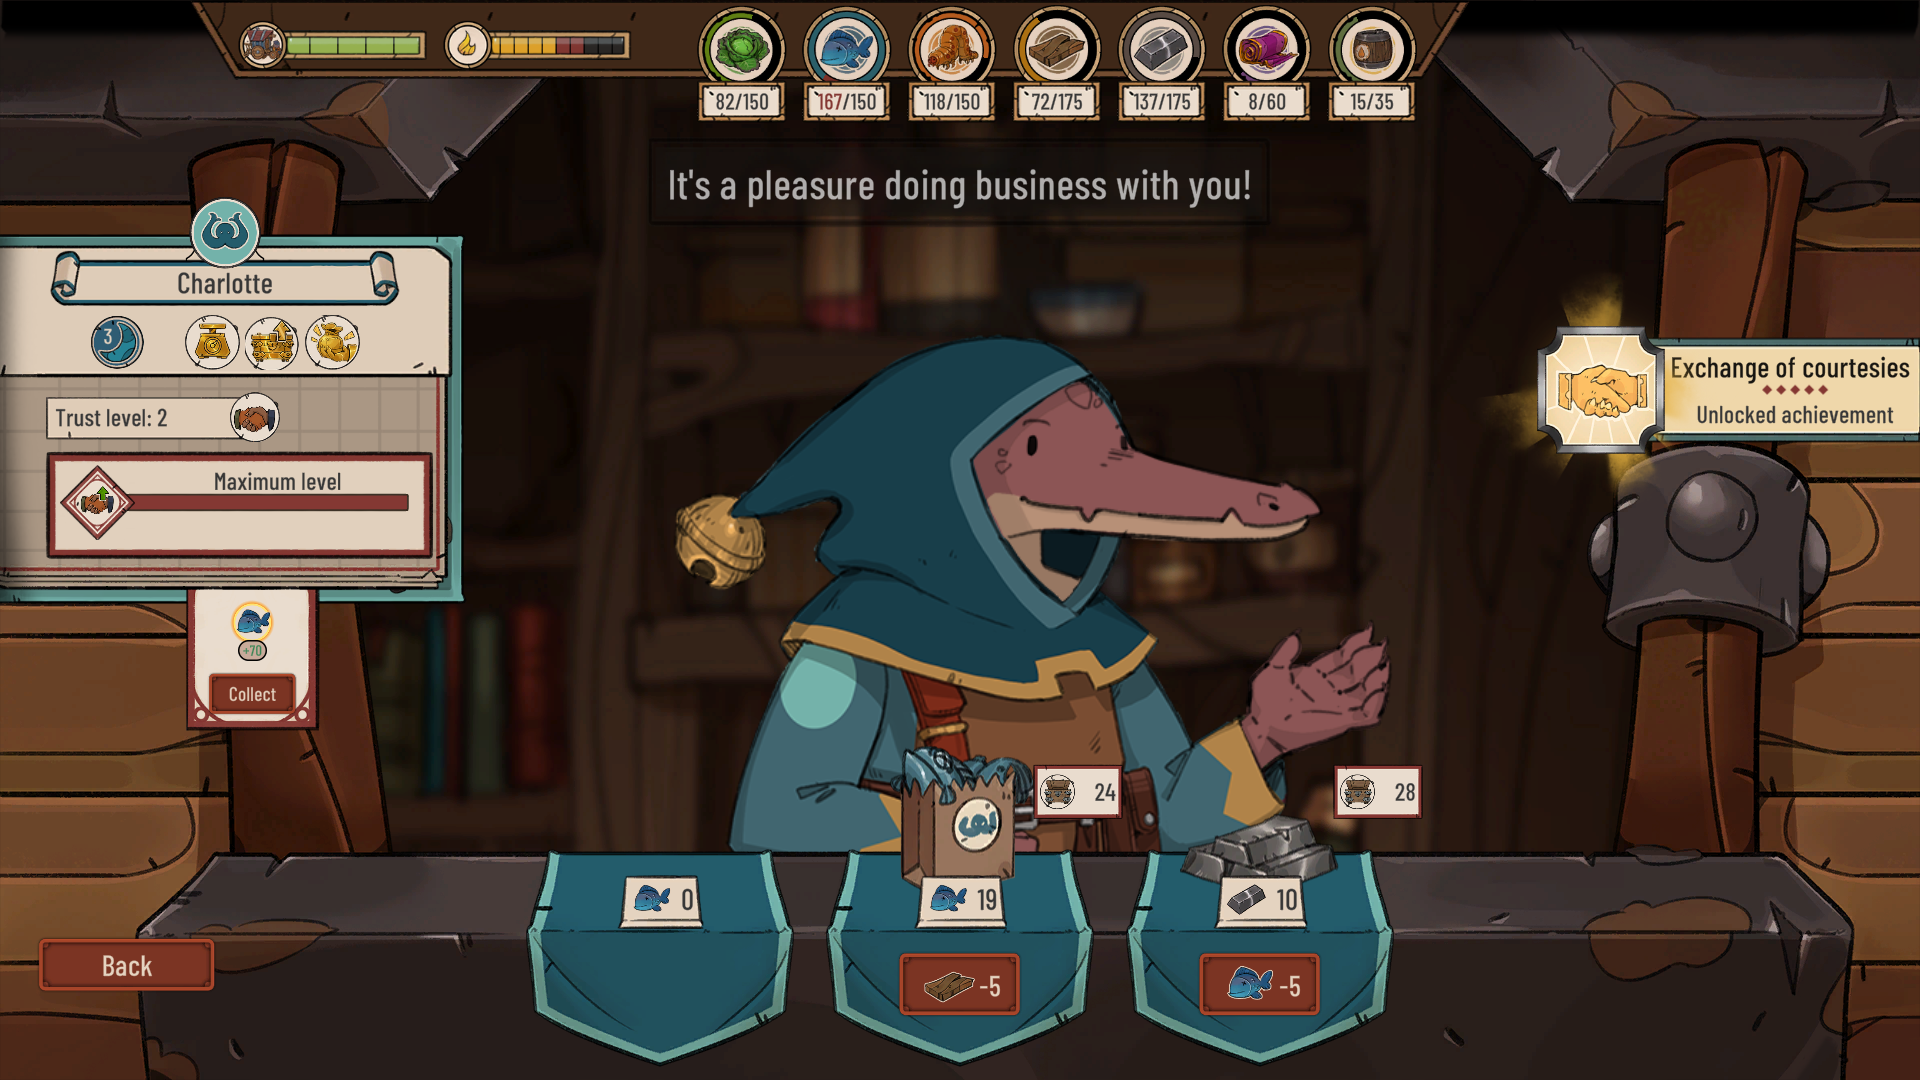 82/150
167/150
118/150
72/175
137/175
8/60
15/35
It's a pleasure doing business with you!
Charlotte
3
Trust level: 2
Maximum level
+70
Collect
Exchange of courtesies
Unlocked achievement
24
28
0
19
10
-5
-5
Back